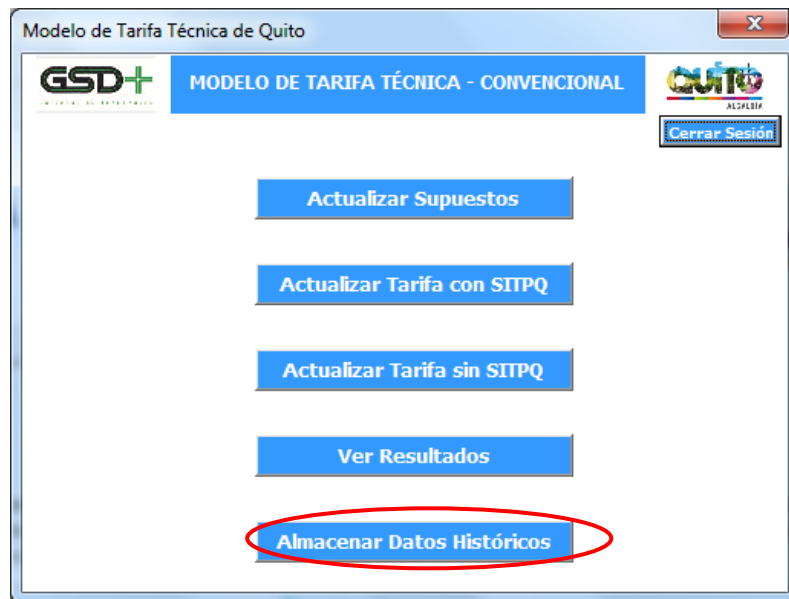 Modelo de Tarifa Técnica de Quito
GSD+
MODELO DE TARIFA TÉCNICA - CONVENCIONAL
QUITO
ALCALDÍA
Cerrar Sesión
Actualizar Supuestos
Actualizar Tarifa con SITPQ
Actualizar Tarifa sin SITPQ
Ver Resultados
Almacenar Datos Históricos